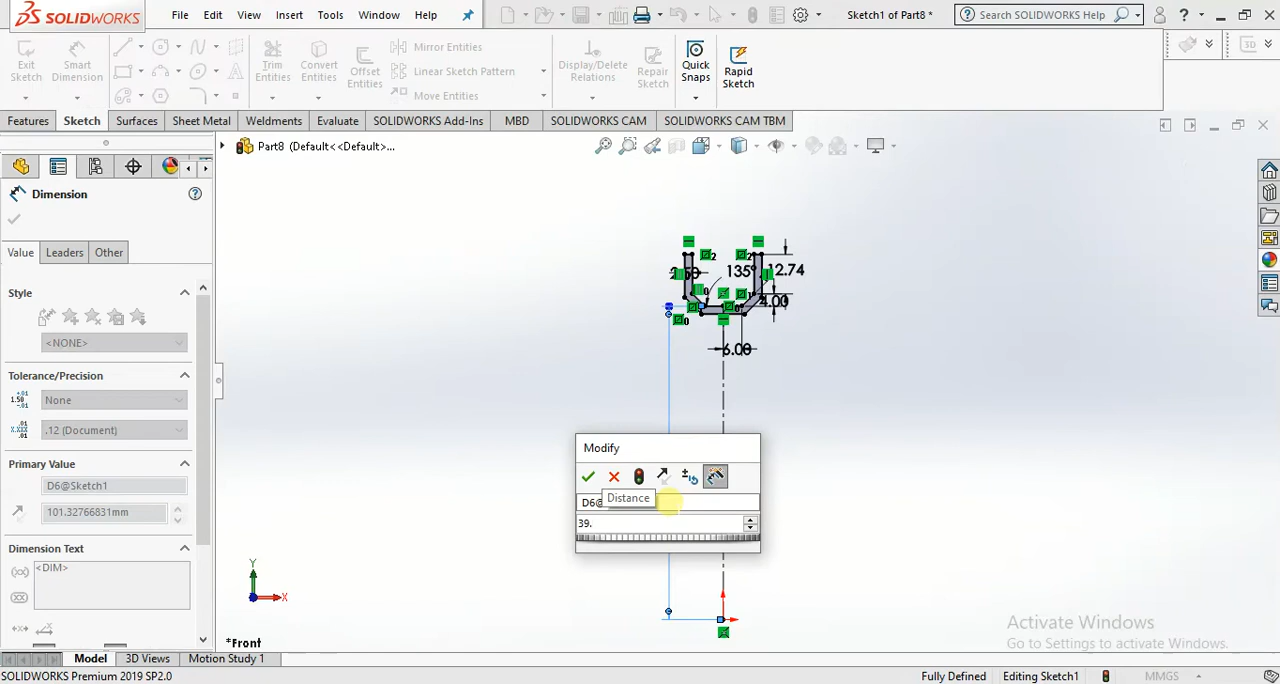 SOLIDWORKS
File Edit View Insert Tools Window Help
Sketch1 of Part8 *
Search SOLIDWORKS Help
Exit Sketch
Smart Dimension
Trim Entities
Convert Entities
Offset Entities
Mirror Entities
Linear Sketch Pattern
Move Entities
Display/Delete Relations
Repair Sketch
Quick Snaps
Rapid Sketch
3D
Features Sketch Surfaces Sheet Metal Weldments Evaluate SOLIDWORKS Add-Ins MBD SOLIDWORKS CAM SOLIDWORKS CAM TBM
Part8 (Default<<Default>...
Dimension
Value Leaders Other
Style
<NONE>
Tolerance/Precision
None
.12 (Document)
Primary Value
D6@Sketch1
101.32766831mm
Dimension Text
<DIM>
135°
12.74
4.00
6.00
Modify
Distance
D6@
39.
Y
X
*Front
Activate Windows
Go to Settings to activate Windows.
Model 3D Views Motion Study 1
SOLIDWORKS Premium 2019 SP2.0
Fully Defined Editing Sketch1 MMGS